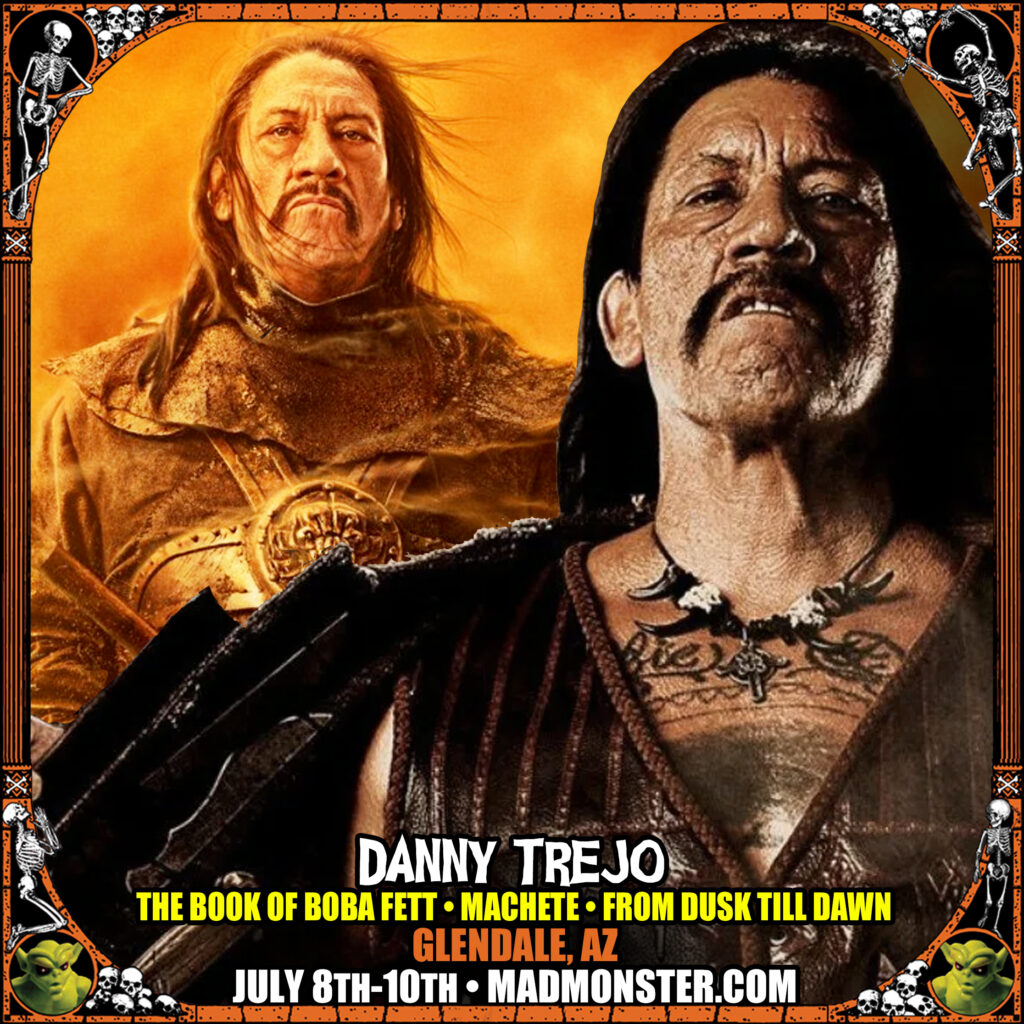 DANNY TREJO
THE BOOK OF BOBA FETT • MACHETE • FROM DUSK TILL DAWN
GLENDALE, AZ
JULY 8TH-10TH • MADMONSTER.COM